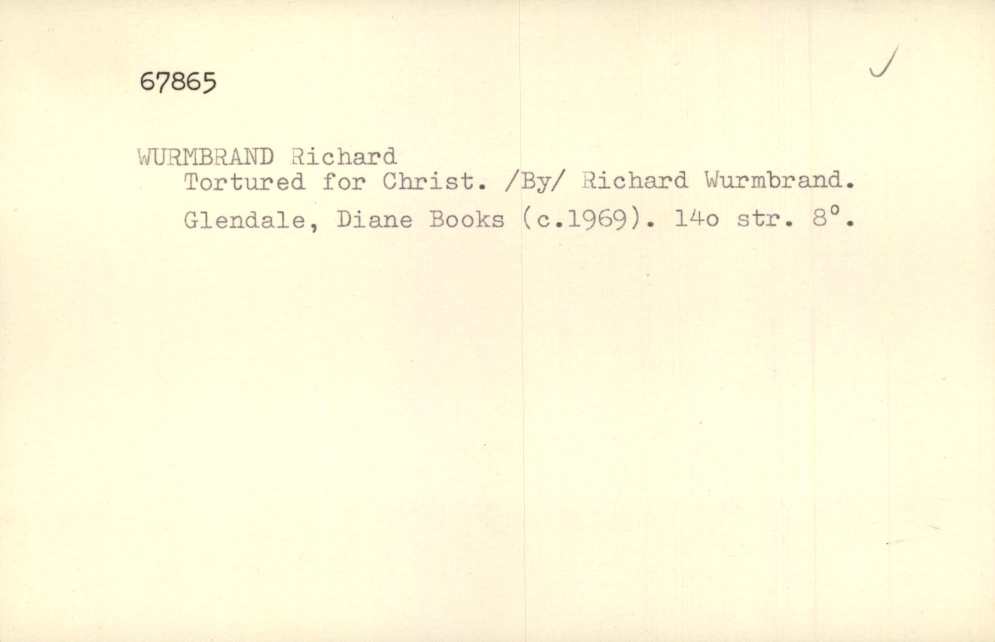 67865
WURMBRAND Richard
Tortured for Christ. /By/ Richard Wurmbrand.
Glendale, Diane Books (c.1969). 14o str. 8°.